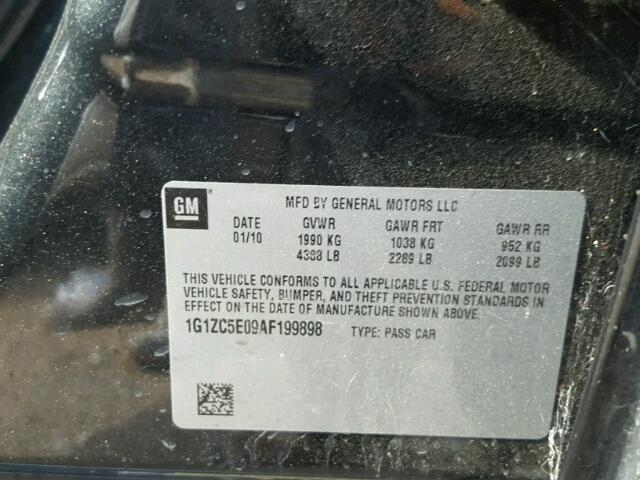 GM ®
MFD BY GENERAL MOTORS LLC
DATE GVWR GAWR FRT GAWR RR
01/10 1990 KG 1038 KG 952 KG
4388 LB 2289 LB 2099 LB
THIS VEHICLE CONFORMS TO ALL APPLICABLE U.S. FEDERAL MOTOR
VEHICLE SAFETY, BUMPER, AND THEFT PREVENTION STANDARDS IN
EFFECT ON THE DATE OF MANUFACTURE SHOWN ABOVE.
1G1ZC5E09AF199898 TYPE: PASS CAR